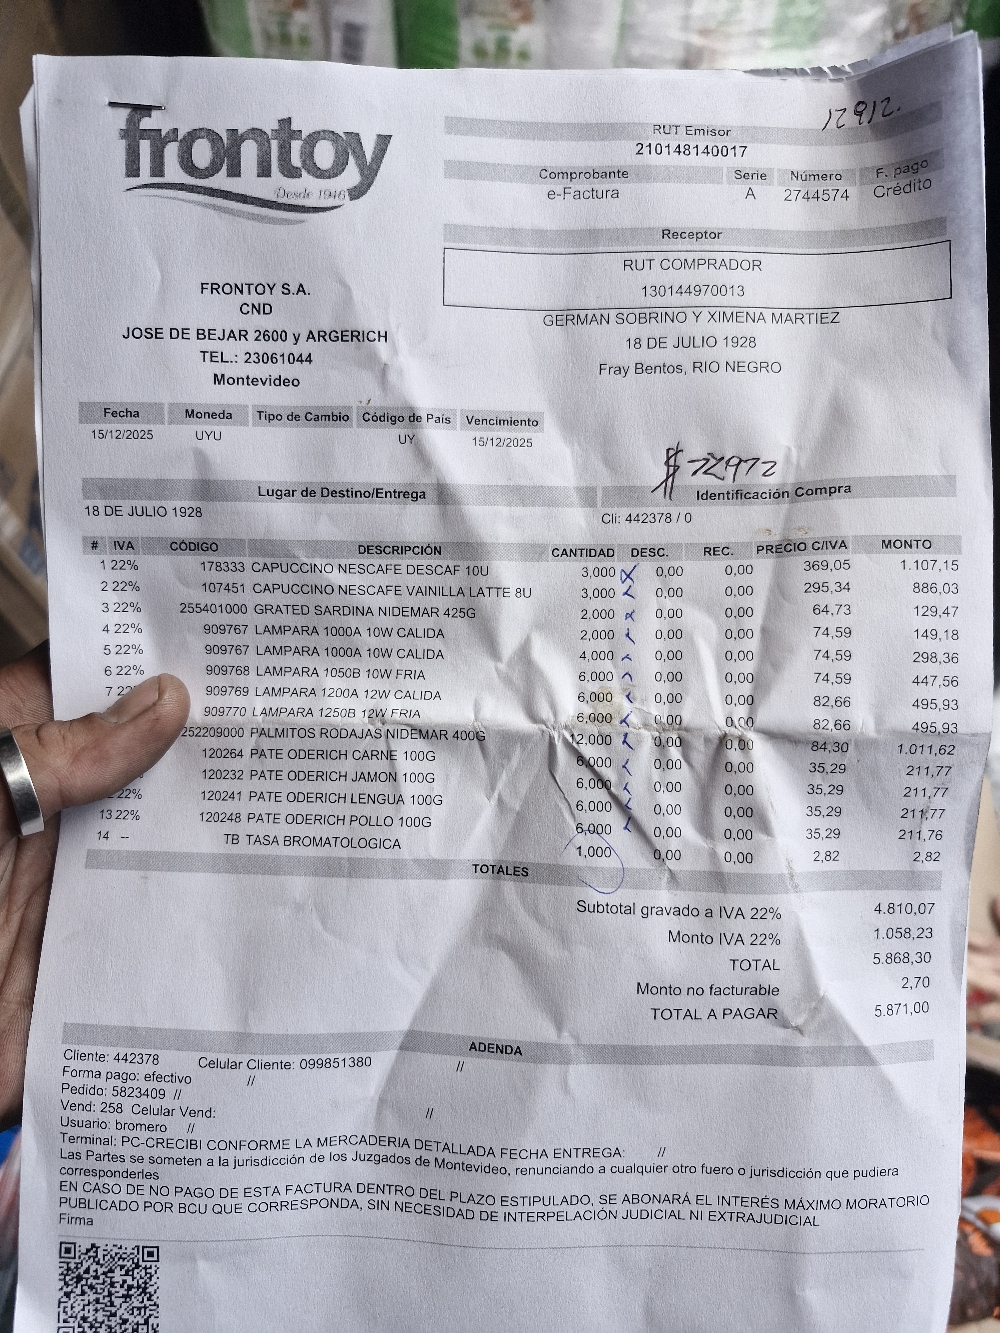 12912.
frontoy
Desde 1946
RUT Emisor
210148140017
Comprobante Serie Número F. pago
e-Factura A 2744574 Crédito
Receptor
RUT COMPRADOR
130144970013
GERMAN SOBRINO Y XIMENA MARTIEZ
18 DE JULIO 1928
Fray Bentos, RIO NEGRO
FRONTOY S.A.
CND
JOSE DE BEJAR 2600 y ARGERICH
TEL.: 23061044
Montevideo
Fecha Moneda Tipo de Cambio Código de País Vencimiento
15/12/2025 UYU UY 15/12/2025
$ 12972
Lugar de Destino/Entrega Identificación Compra
18 DE JULIO 1928 Cli: 442378 / 0
# IVA CÓDIGO DESCRIPCIÓN CANTIDAD DESC. REC. PRECIO C/IVA MONTO
1 22% 178333 CAPUCCINO NESCAFE DESCAF 10U 3,000 0,00 0,00 369,05 1.107,15
2 22% 107451 CAPUCCINO NESCAFE VAINILLA LATTE 8U 3,000 0,00 0,00 295,34 886,03
3 22% 255401000 GRATED SARDINA NIDEMAR 425G 2,000 0,00 0,00 64,73 129,47
4 22% 909767 LAMPARA 1000A 10W CALIDA 2,000 0,00 0,00 74,59 149,18
5 22% 909767 LAMPARA 1000A 10W CALIDA 4,000 0,00 0,00 74,59 298,36
6 22% 909768 LAMPARA 1050B 10W FRIA 6,000 0,00 0,00 74,59 447,56
7 22 909769 LAMPARA 1200A 12W CALIDA 6,000 0,00 0,00 82,66 495,93
909770 LAMPARA 1250B 12W FRIA 6,000 0,00 0,00 82,66 495,93
252209000 PALMITOS RODAJAS NIDEMAR 400G 12,000 0,00 0,00 84,30 1.011,62
120264 PATE ODERICH CARNE 100G 6,000 0,00 0,00 35,29 211,77
120232 PATE ODERICH JAMON 100G 6,000 0,00 0,00 35,29 211,77
22% 120241 PATE ODERICH LENGUA 100G 6,000 0,00 0,00 35,29 211,77
13 22% 120248 PATE ODERICH POLLO 100G 6,000 0,00 0,00 35,29 211,76
14 -- TB TASA BROMATOLOGICA 1,000 0,00 0,00 2,82 2,82
TOTALES
Subtotal gravado a IVA 22% 4.810,07
Monto IVA 22% 1.058,23
TOTAL 5.868,30
Monto no facturable 2,70
TOTAL A PAGAR 5.871,00
ADENDA
Cliente: 442378 Celular Cliente: 099851380 //
Forma pago: efectivo //
Pedido: 5823409 //
Vend: 258 Celular Vend: //
Usuario: bromero //
Terminal: PC-CRECIBI CONFORME LA MERCADERIA DETALLADA FECHA ENTREGA: //
Las Partes se someten a la jurisdicción de los Juzgados de Montevideo, renunciando a cualquier otro fuero o jurisdicción que pudiera
corresponderles
EN CASO DE NO PAGO DE ESTA FACTURA DENTRO DEL PLAZO ESTIPULADO, SE ABONARÁ EL INTERÉS MÁXIMO MORATORIO
PUBLICADO POR BCU QUE CORRESPONDA, SIN NECESIDAD DE INTERPELACIÓN JUDICIAL NI EXTRAJUDICIAL
Firma